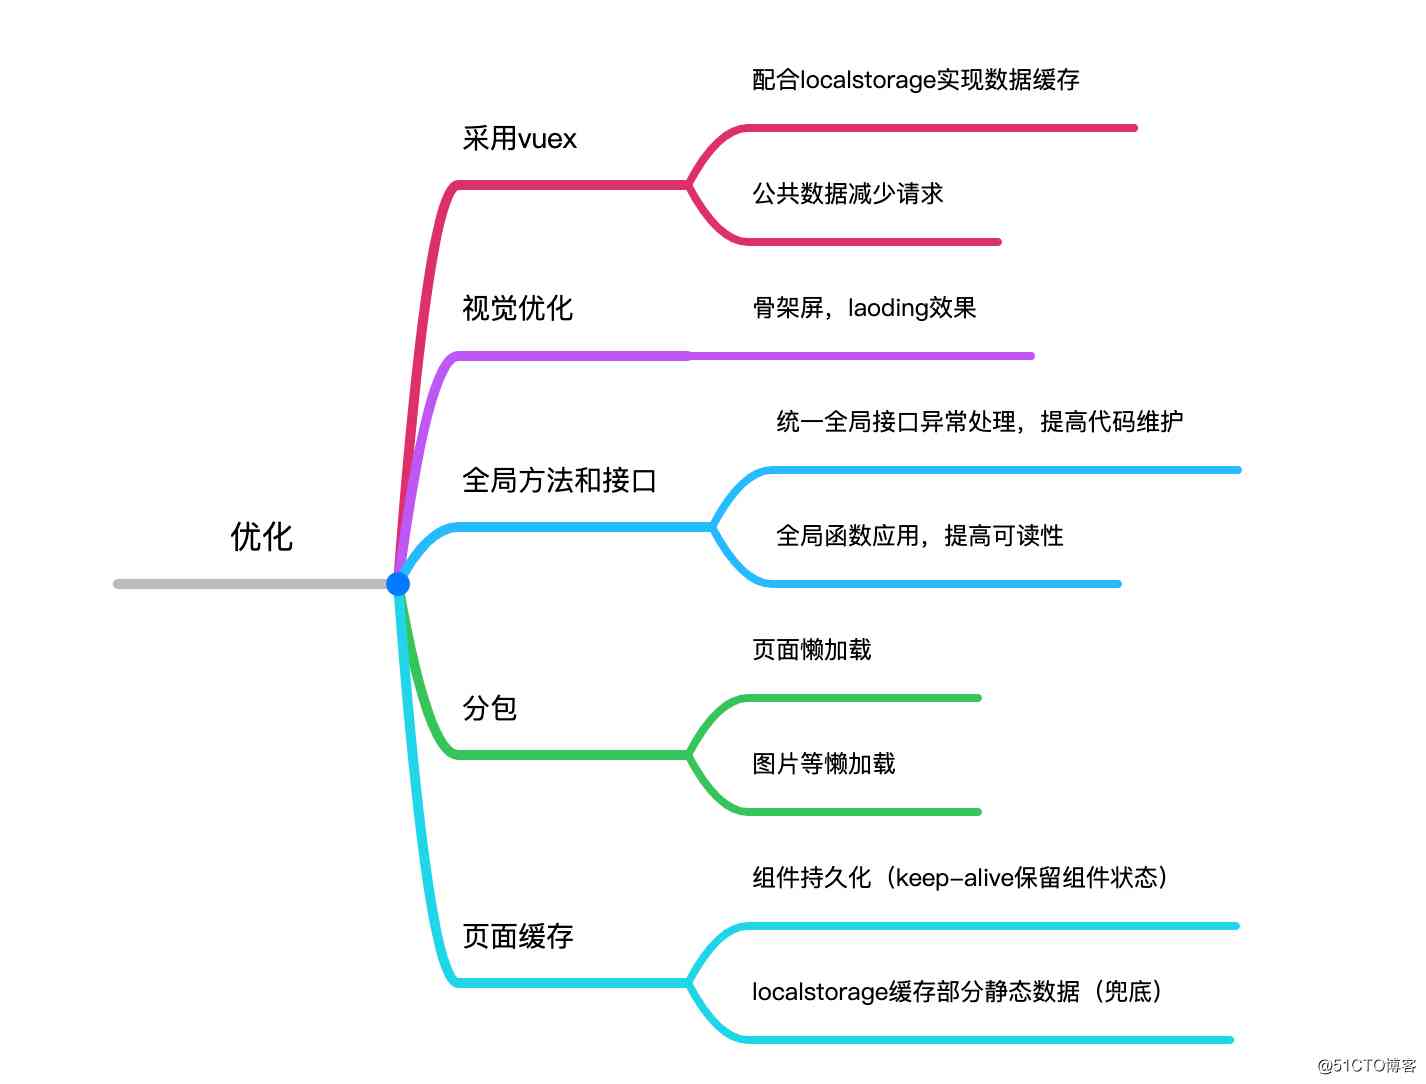 优化
采用vuex
配合localstorage实现数据缓存
公共数据减少请求
视觉优化
骨架屏，laoding效果
全局方法和接口
统一全局接口异常处理，提高代码维护
全局函数应用，提高可读性
分包
页面懒加载
图片等懒加载
页面缓存
组件持久化（keep-alive保留组件状态）
localstorage缓存部分静态数据（兜底）
@51CTO博客